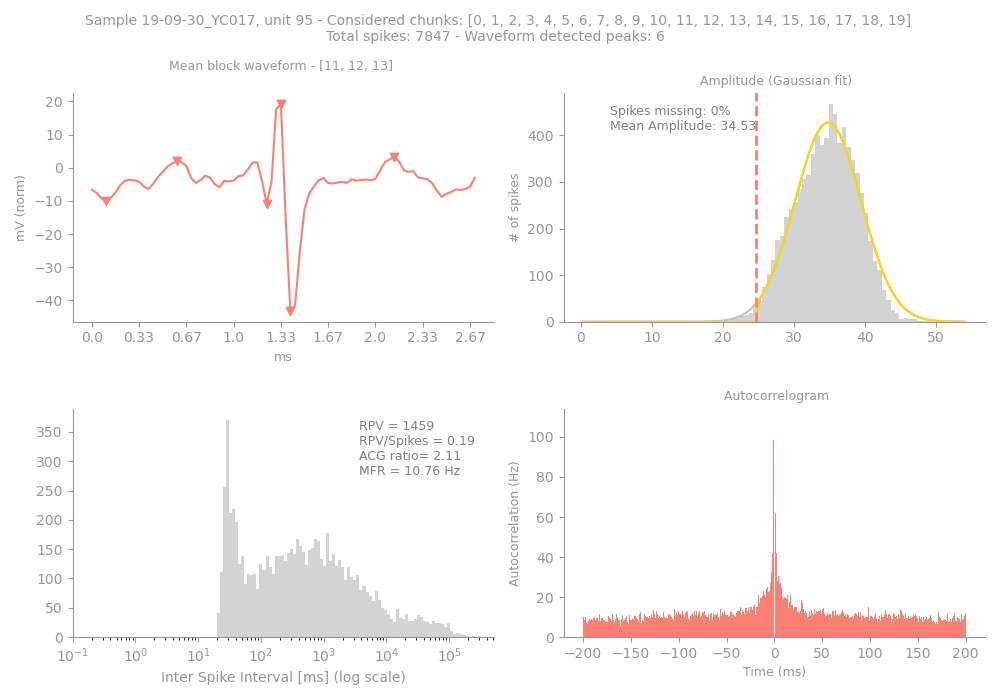 Sample 19-09-30_YC017, unit 95 - Considered chunks: [0, 1, 2, 3, 4, 5, 6, 7, 8, 9, 10, 11, 12, 13, 14, 15, 16, 17, 18, 19]
Total spikes: 7847 - Waveform detected peaks: 6
Mean block waveform - [11, 12, 13]
20
10
0
−10
−20
−30
−40
mV (norm)
0.0 0.33 0.67 1.0 1.33 1.67 2.0 2.33 2.67
ms
Amplitude (Gaussian fit)
Spikes missing: 0%
Mean Amplitude: 34.53
400
300
200
100
0
# of spikes
0 10 20 30 40 50
RPV = 1459
RPV/Spikes = 0.19
ACG ratio= 2.11
MFR = 10.76 Hz
350
300
250
200
150
100
50
0
10⁻¹ 10⁰ 10¹ 10² 10³ 10⁴ 10⁵
Inter Spike Interval [ms] (log scale)
Autocorrelogram
100
80
60
40
20
0
Autocorrelation (Hz)
−200 −150 −100 −50 0 50 100 150 200
Time (ms)